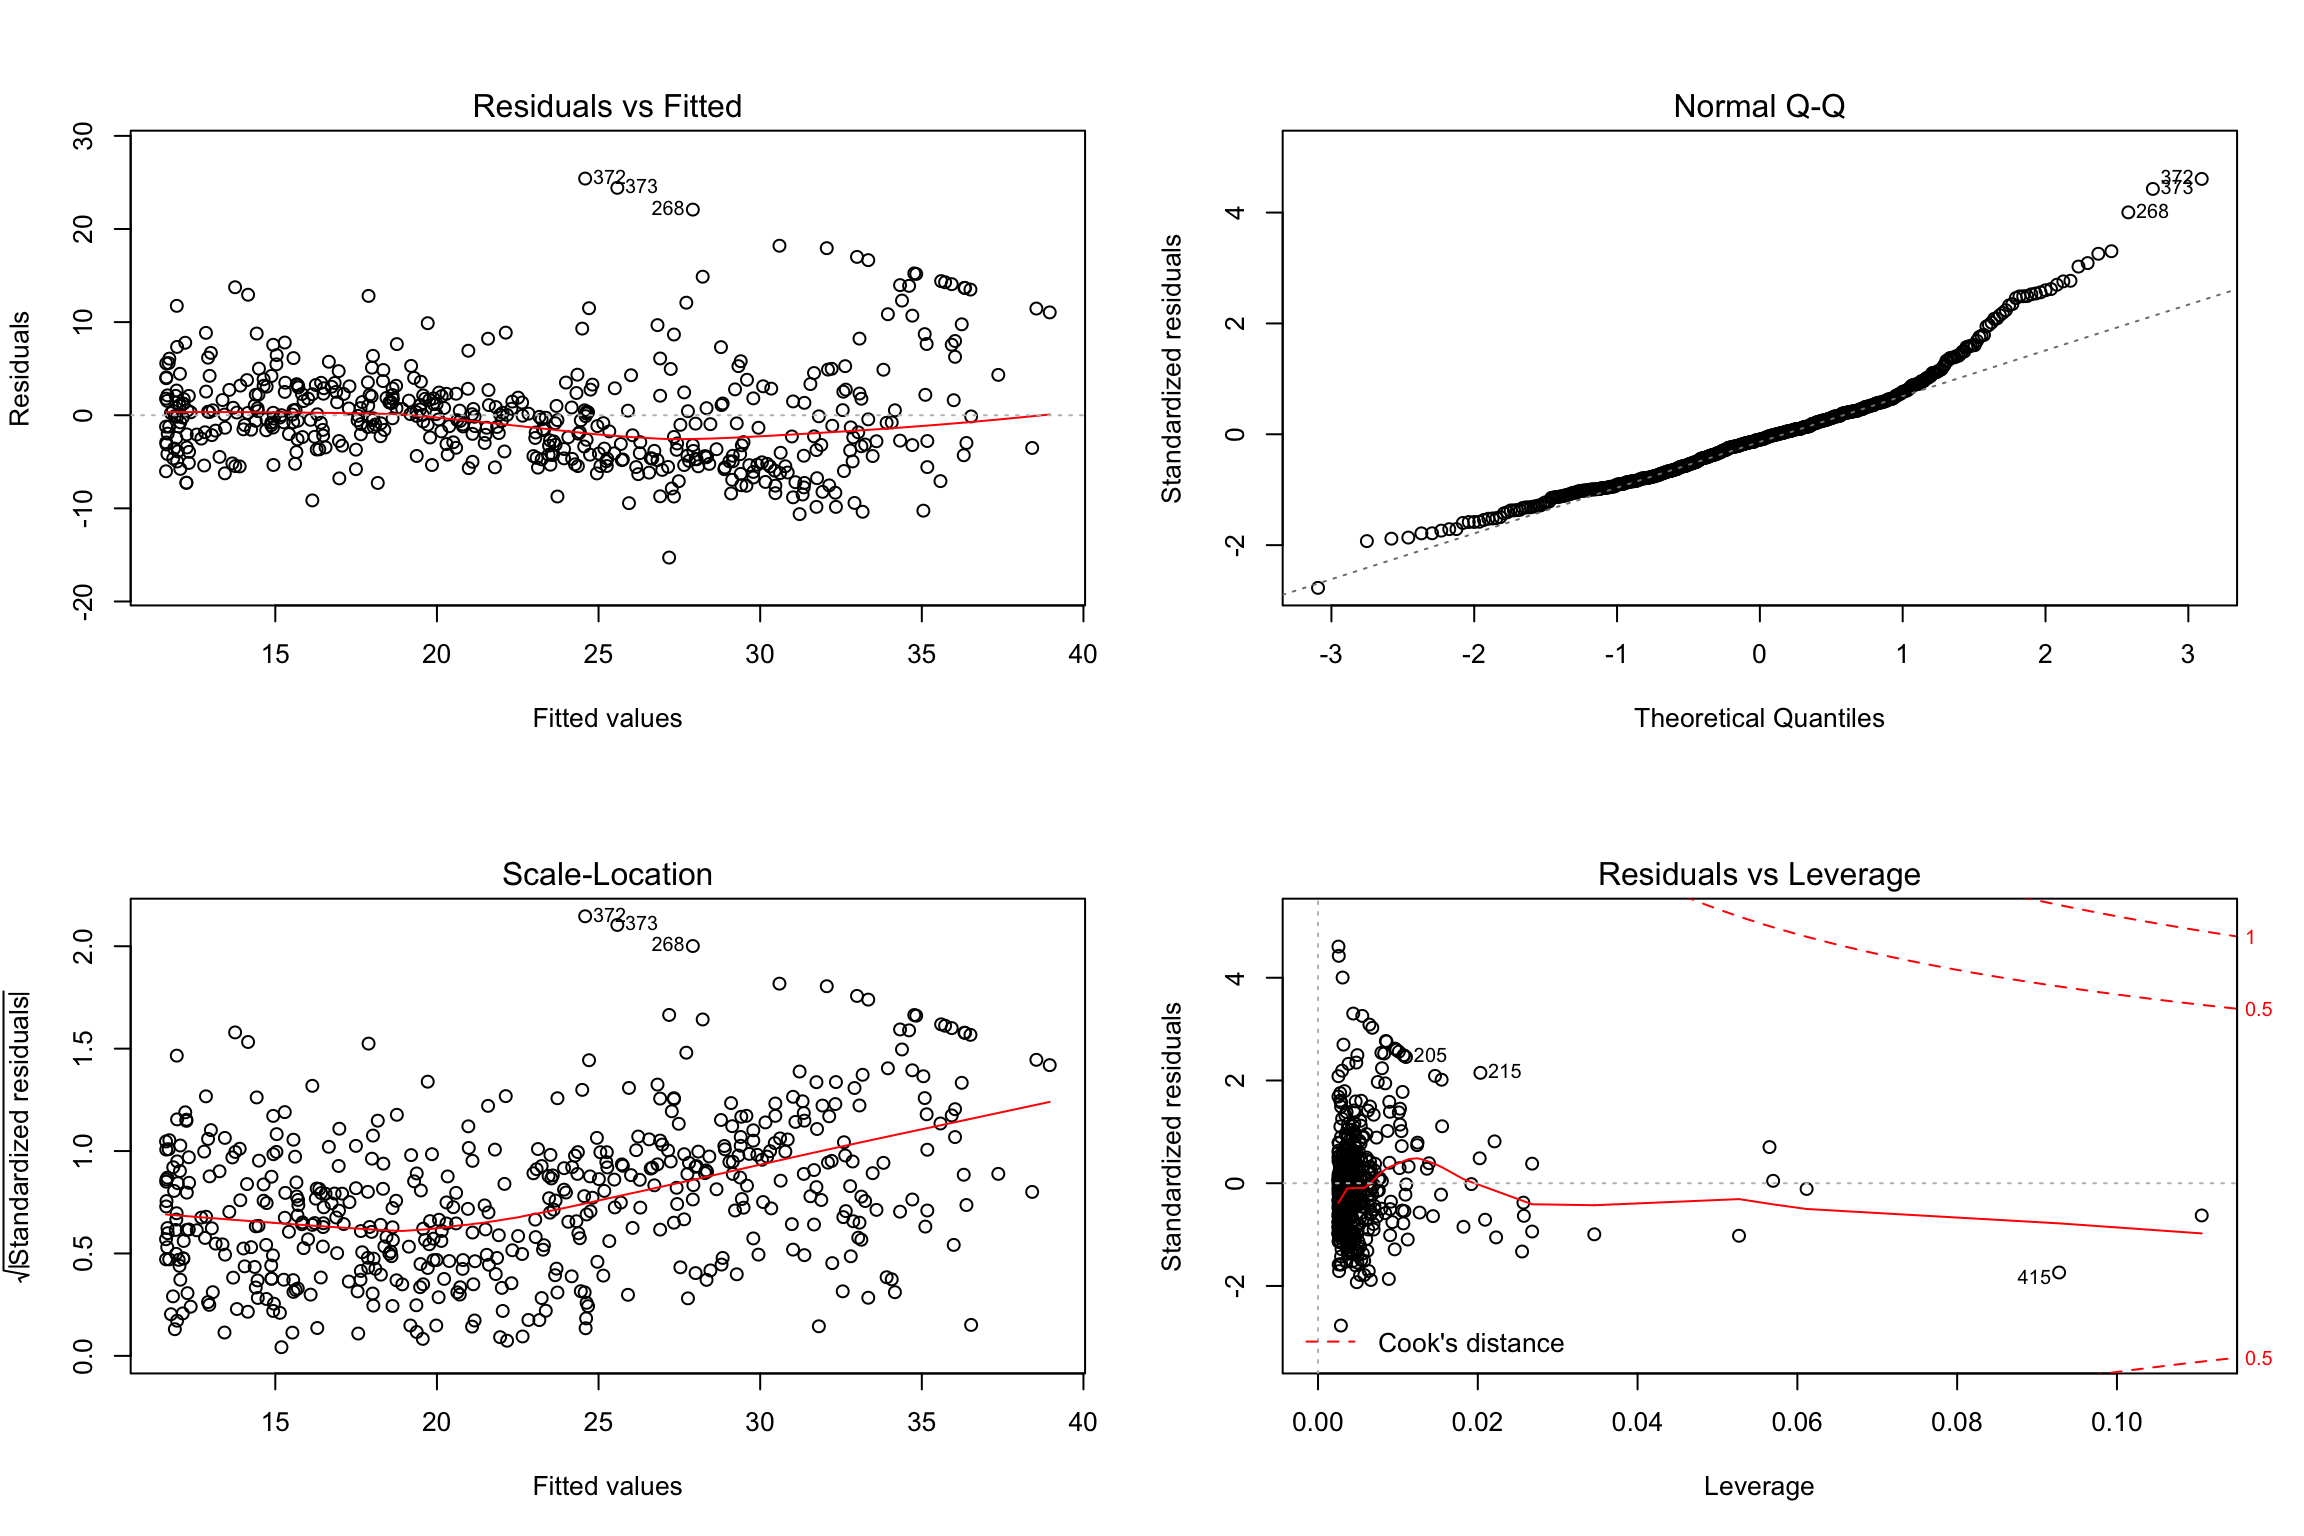 Residuals vs Fitted
Residuals
30
20
10
0
-10
-20
372
373
268
15 20 25 30 35 40
Fitted values
Normal Q-Q
Standardized residuals
4
2
0
-2
372
373
268
-3 -2 -1 0 1 2 3
Theoretical Quantiles
Scale-Location
√|Standardized residuals|
2.0
1.5
1.0
0.5
0.0
372
373
268
15 20 25 30 35 40
Fitted values
Residuals vs Leverage
Standardized residuals
4
2
0
-2
1
0.5
0.5
205
215
415
Cook's distance
0.00 0.02 0.04 0.06 0.08 0.10
Leverage